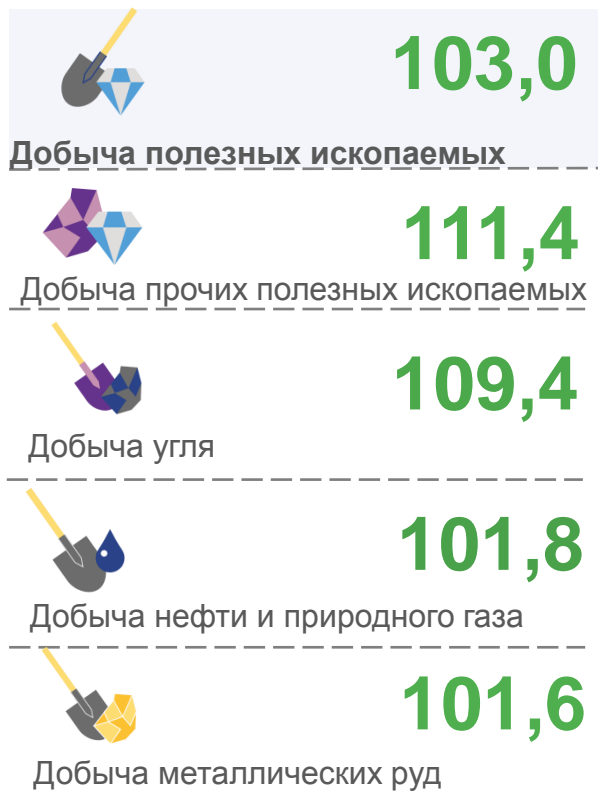 103,0
Добыча полезных ископаемых
111,4
Добыча прочих полезных ископаемых
109,4
Добыча угля
101,8
Добыча нефти и природного газа
101,6
Добыча металлических руд